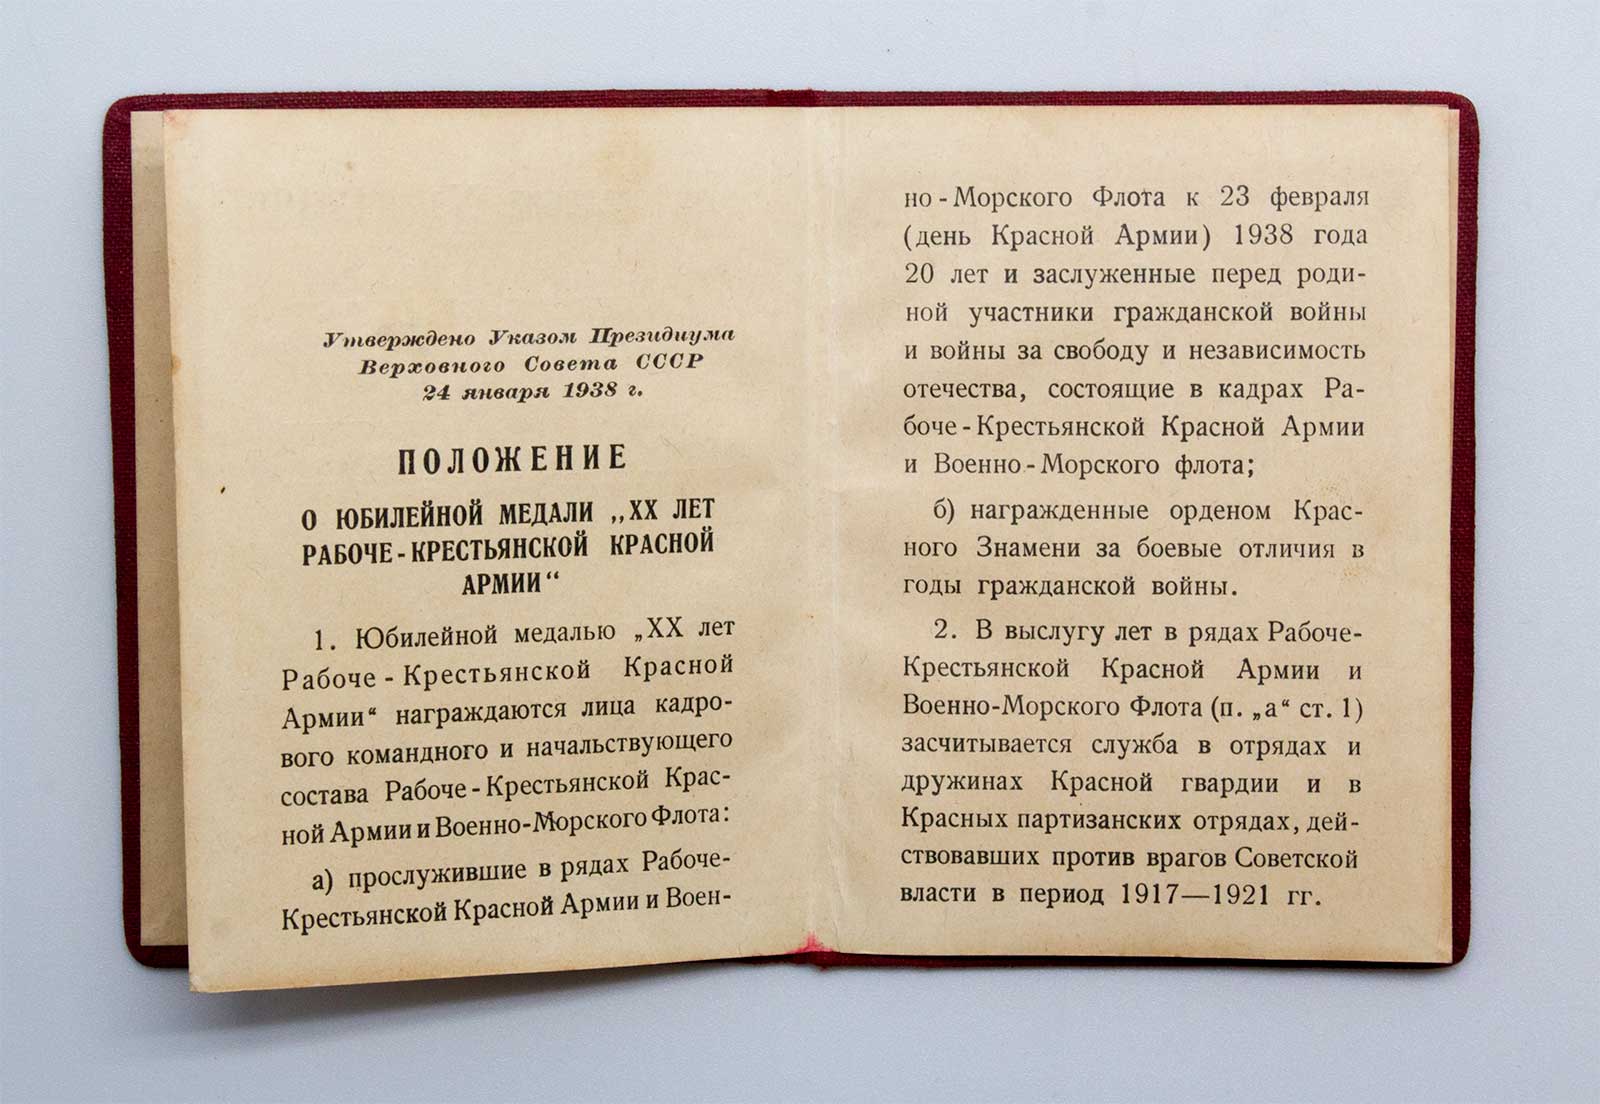 Утверждено Указом Президиума
Верховного Совета СССР
24 января 1938 г.
ПОЛОЖЕНИЕ
О ЮБИЛЕЙНОЙ МЕДАЛИ „XX ЛЕТ
РАБОЧЕ-КРЕСТЬЯНСКОЙ КРАСНОЙ
АРМИИ“
1. Юбилейной медалью „XX лет
Рабоче-Крестьянской Красной
Армии“ награждаются лица кадро-
вого командного и начальствующего
состава Рабоче-Крестьянской Крас-
ной Армии и Военно-Морского Флота:
а) прослужившие в рядах Рабоче-
Крестьянской Красной Армии и Воен-
но-Морского Флота к 23 февраля
(день Красной Армии) 1938 года
20 лет и заслуженные перед роди-
ной участники гражданской войны
и войны за свободу и независимость
отечества, состоящие в кадрах Ра-
боче-Крестьянской Красной Армии
и Военно-Морского флота;
б) награжденные орденом Крас-
ного Знамени за боевые отличия в
годы гражданской войны.
2. В выслугу лет в рядах Рабоче-
Крестьянской Красной Армии и
Военно-Морского Флота (п. „а“ ст. 1)
засчитывается служба в отрядах и
дружинах Красной гвардии и в
Красных партизанских отрядах, дей-
ствовавших против врагов Советской
власти в период 1917—1921 гг.